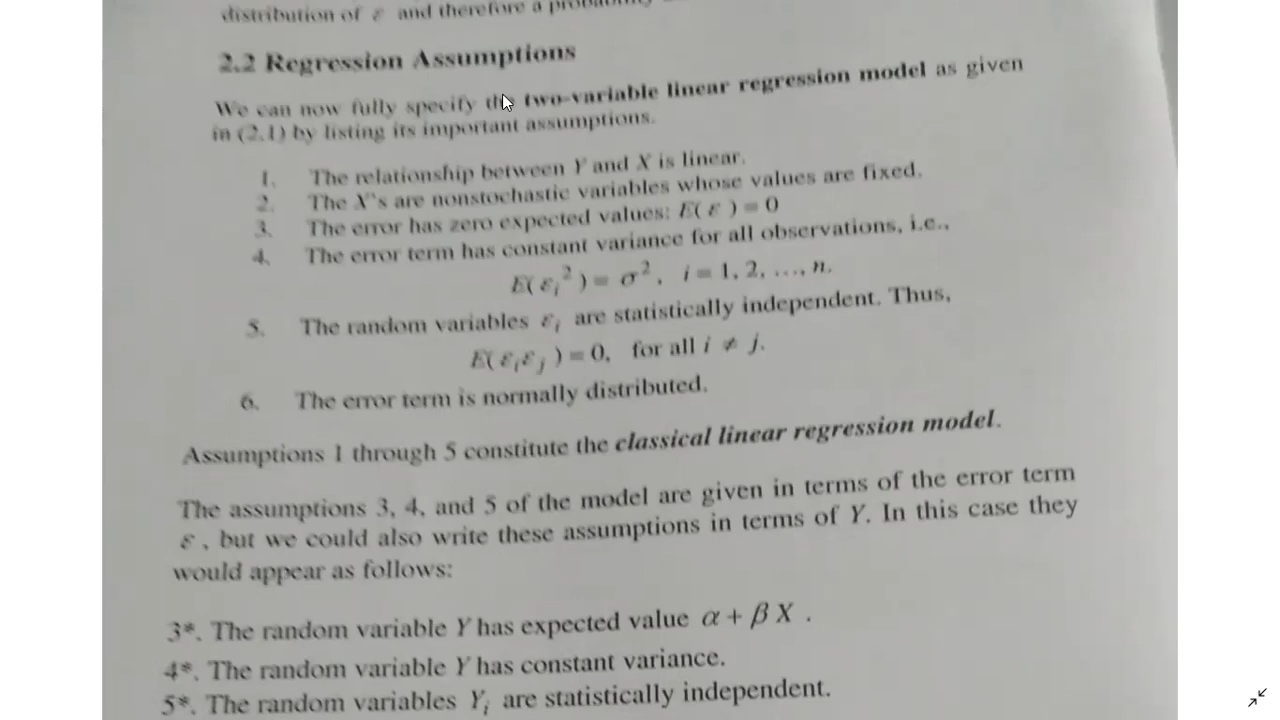 distribution of ε and therefore a
2.2 Regression Assumptions
We can now fully specify the two-variable linear regression model as given
in (2.1) by listing its important assumptions.
1. The relationship between Y and X is linear.
2. The X's are nonstochastic variables whose values are fixed.
3. The error has zero expected values: E(ε) = 0
4. The error term has constant variance for all observations, i.e.,
E(εᵢ²) = σ², i = 1, 2, ..., n.
5. The random variables εᵢ are statistically independent. Thus,
E(εᵢεⱼ) = 0, for all i ≠ j.
6. The error term is normally distributed.
Assumptions 1 through 5 constitute the classical linear regression model.
The assumptions 3, 4, and 5 of the model are given in terms of the error term
ε, but we could also write these assumptions in terms of Y. In this case they
would appear as follows:
3*. The random variable Y has expected value α + β X .
4*. The random variable Y has constant variance.
5*. The random variables Yᵢ are statistically independent.